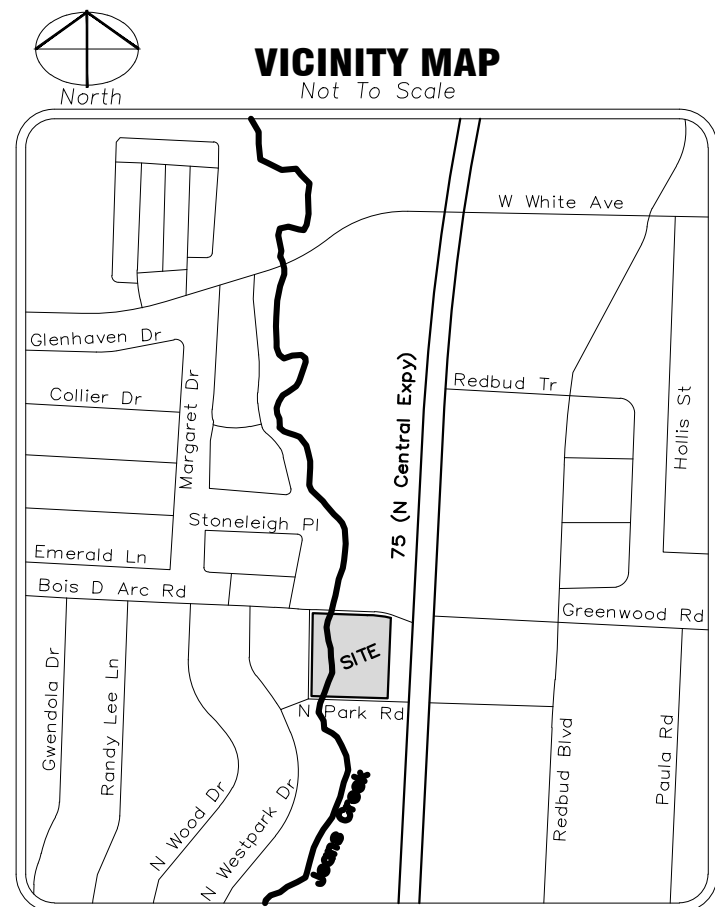 VICINITY MAP
Not To Scale
North
W White Ave
Glenhaven Dr
Redbud Tr
Collier Dr
Margaret Dr
75 (N Central Expy)
Hollis St
Stoneleigh Pl
Emerald Ln
Bois D Arc Rd
Greenwood Rd
SITE
Gwendola Dr
Randy Lee Ln
N Park Rd
N Wood Dr
N Westpark Dr
Jeans Creek
Redbud Blvd
Paula Rd